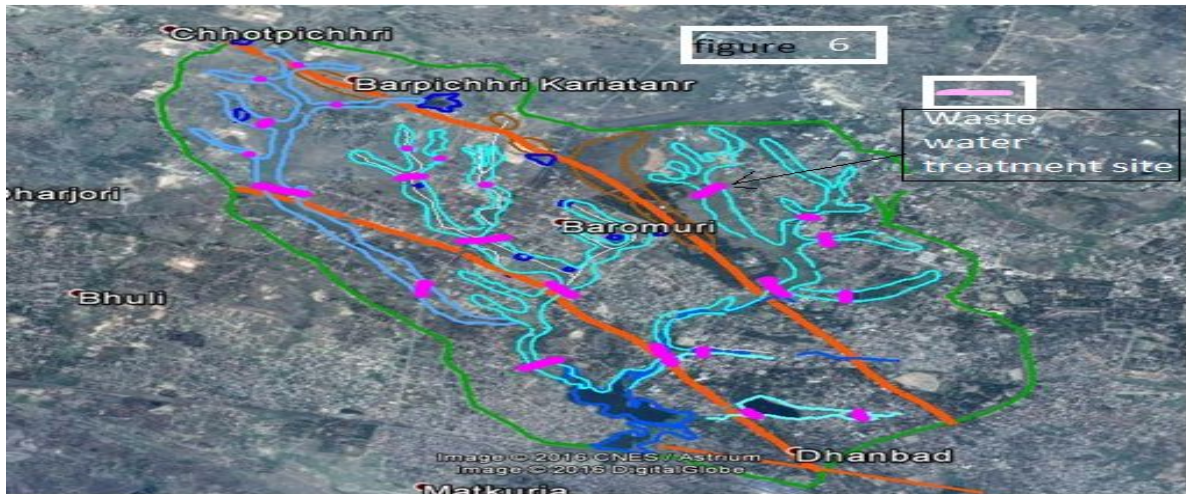 Chhotpichhri
figure 6
Barpichhri Kariatanr
Waste
water
treatment site
Dharjori
Baromuri
Bhuli
Image © 2016 CNES / Astrium
Image © 2016 DigitalGlobe
Dhanbad
Matkuria